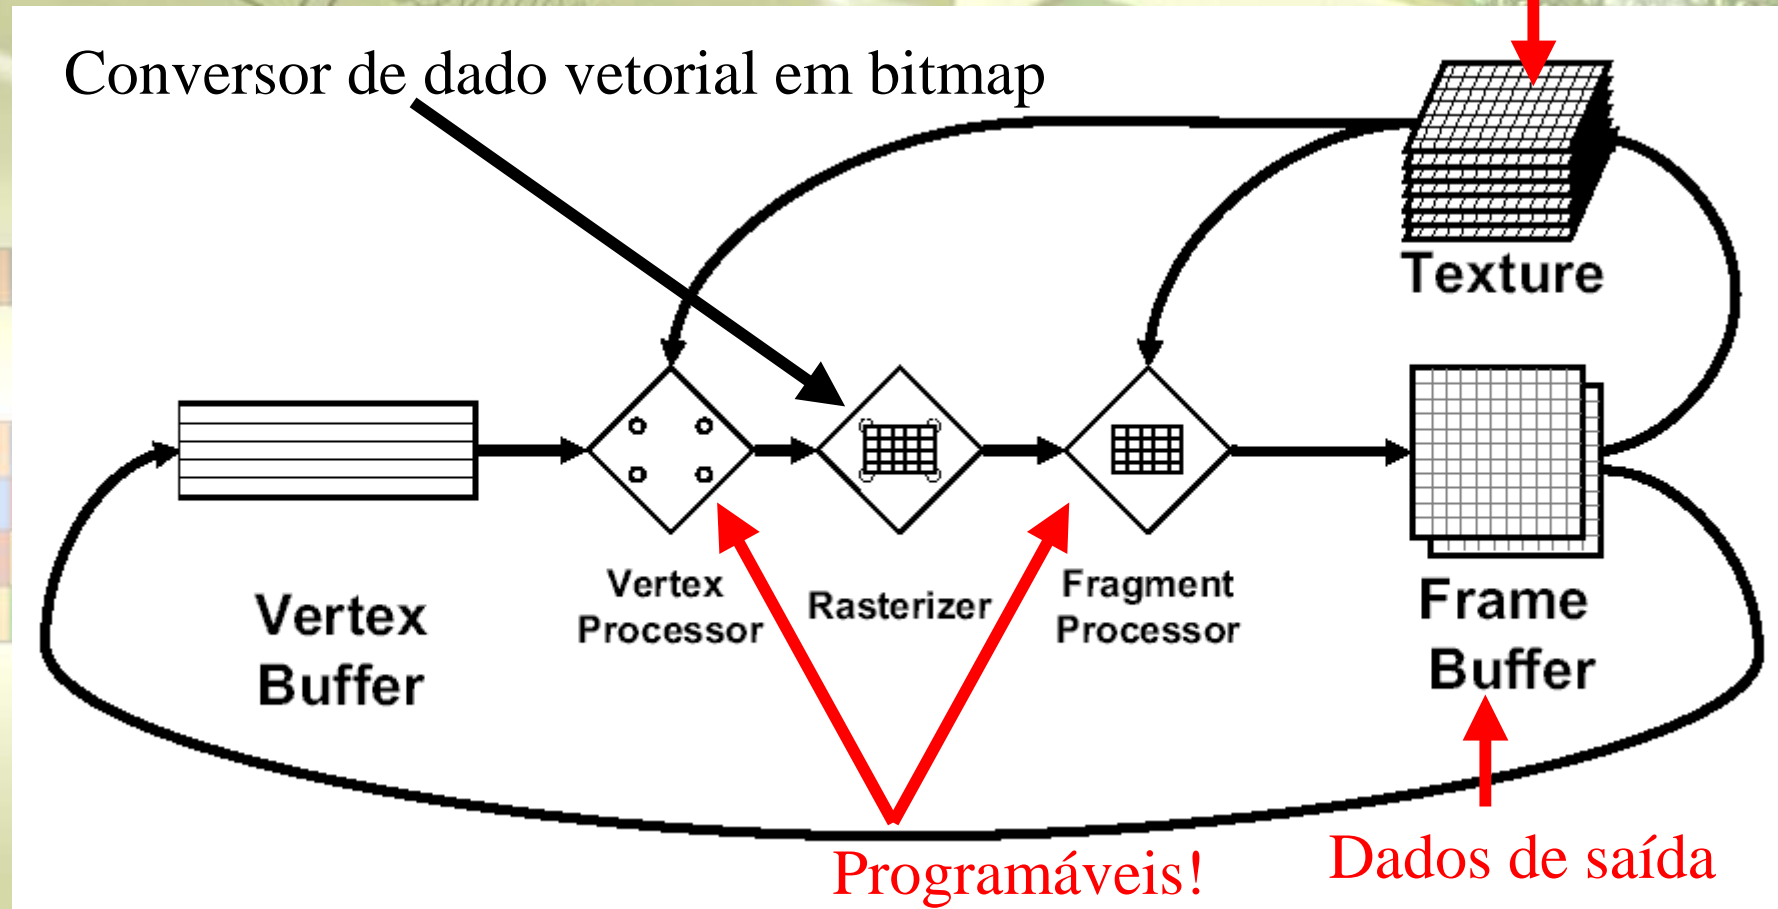 Conversor de dado vetorial em bitmap
Texture
Vertex
Buffer
Vertex
Processor
Rasterizer
Fragment
Processor
Frame
Buffer
Programáveis!
Dados de saída